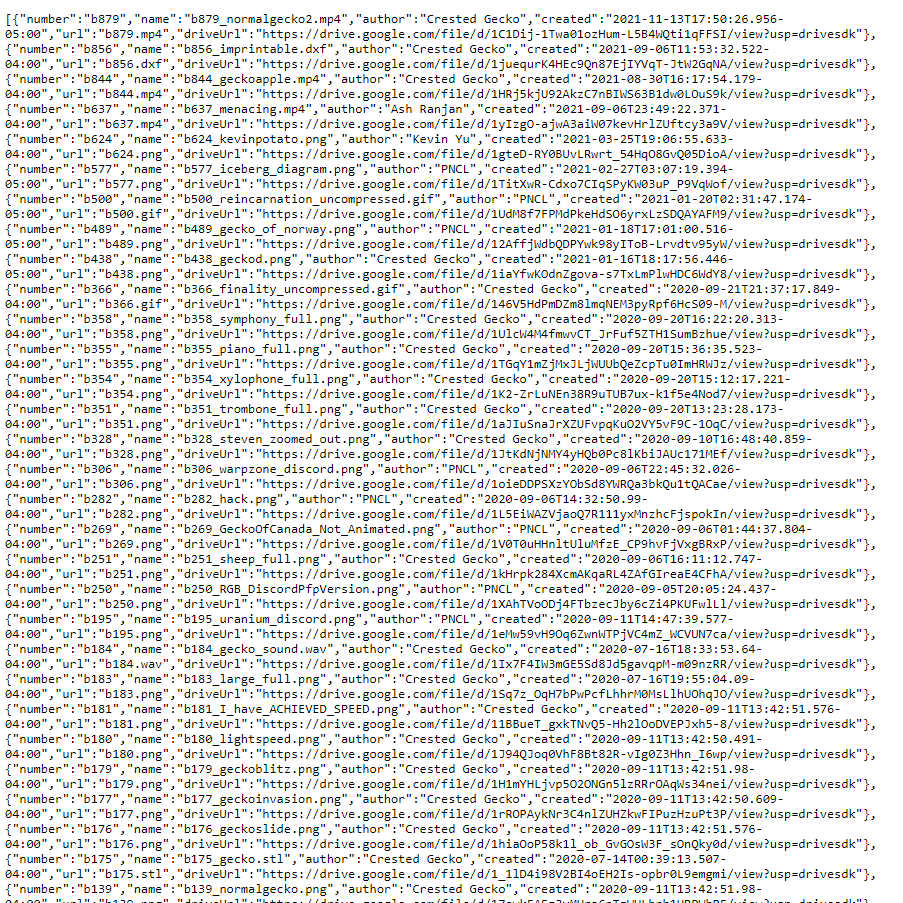 [{"number":"b879","name":"b879_normalgecko2.mp4","author":"Crested Gecko","created":"2021-11-13T17:50:26.956-
05:00","url":"b879.mp4","driveUrl":"https://drive.google.com/file/d/1C1Dij-1Twa01ozHum-L5B4WQti1qFFSI/view?usp=drivesdk"},
{"number":"b856","name":"b856_imprintable.dxf","author":"Crested Gecko","created":"2021-09-06T11:53:32.522-
04:00","url":"b856.dxf","driveUrl":"https://drive.google.com/file/d/1juequrK4HEc9Qn87EjIYVqT-JtW2GqNA/view?usp=drivesdk"},
{"number":"b844","name":"b844_geckoapple.mp4","author":"Crested Gecko","created":"2021-08-30T16:17:54.179-
04:00","url":"b844.mp4","driveUrl":"https://drive.google.com/file/d/1HRj5kjU92AkzC7nBIWS63B1dw0LOuS9k/view?usp=drivesdk"},
{"number":"b637","name":"b637_menacing.mp4","author":"Ash Ranjan","created":"2021-09-06T23:49:22.371-
04:00","url":"b637.mp4","driveUrl":"https://drive.google.com/file/d/1yIzgO-ajwA3aiW07kevHrlZUftcy3a9V/view?usp=drivesdk"},
{"number":"b624","name":"b624_kevinpotato.png","author":"Kevin Yu","created":"2021-03-25T19:06:55.633-
04:00","url":"b624.png","driveUrl":"https://drive.google.com/file/d/1gteD-RY0BUvLRwrt_54HqO8GvQ05DioA/view?usp=drivesdk"},
{"number":"b577","name":"b577_iceberg_diagram.png","author":"PNCL","created":"2021-02-27T03:07:19.394-
05:00","url":"b577.png","driveUrl":"https://drive.google.com/file/d/1TitXwR-Cdxo7CIqSPyKW03uP_P9VqWof/view?usp=drivesdk"},
{"number":"b500","name":"b500_reincarnation_uncompressed.gif","author":"PNCL","created":"2021-01-20T02:31:47.174-
05:00","url":"b500.gif","driveUrl":"https://drive.google.com/file/d/1UdM8f7FPMdPkeHdSO6yrxLzSDQAYAFM9/view?usp=drivesdk"},
{"number":"b489","name":"b489_gecko_of_norway.png","author":"PNCL","created":"2021-01-18T17:01:00.516-
05:00","url":"b489.png","driveUrl":"https://drive.google.com/file/d/12AffjWdbQDPYwk98yIToB-Lrvdtv95yW/view?usp=drivesdk"},
{"number":"b438","name":"b438_geckod.png","author":"Crested Gecko","created":"2021-01-16T18:17:56.446-
05:00","url":"b438.png","driveUrl":"https://drive.google.com/file/d/1iaYfwKOdnZgova-s7TxLmPlwHDC6WdY8/view?usp=drivesdk"},
{"number":"b366","name":"b366_finality_uncompressed.gif","author":"Crested Gecko","created":"2020-09-21T21:37:17.849-
04:00","url":"b366.gif","driveUrl":"https://drive.google.com/file/d/146V5HdPmDZm8lmqNEM3pyRpf6HcS09-M/view?usp=drivesdk"},
{"number":"b358","name":"b358_symphony_full.png","author":"Crested Gecko","created":"2020-09-20T16:22:20.313-
04:00","url":"b358.png","driveUrl":"https://drive.google.com/file/d/1UlcW4M4fmwvCT_JrFuf5ZTH1SumBzhue/view?usp=drivesdk"},
{"number":"b355","name":"b355_piano_full.png","author":"Crested Gecko","created":"2020-09-20T15:36:35.523-
04:00","url":"b355.png","driveUrl":"https://drive.google.com/file/d/1TGqY1mZjMxJLjWUUbQeZcpTu0ImHRWJz/view?usp=drivesdk"},
{"number":"b354","name":"b354_xylophone_full.png","author":"Crested Gecko","created":"2020-09-20T15:12:17.221-
04:00","url":"b354.png","driveUrl":"https://drive.google.com/file/d/1K2-ZrLuNEn38R9uTUB7ux-k1f5e4Nod7/view?usp=drivesdk"},
{"number":"b351","name":"b351_trombone_full.png","author":"Crested Gecko","created":"2020-09-20T13:23:28.173-
04:00","url":"b351.png","driveUrl":"https://drive.google.com/file/d/1aJIuSnaJrXZUFvpqKuO2VY5vF9C-1OqC/view?usp=drivesdk"},
{"number":"b328","name":"b328_steven_zoomed_out.png","author":"Crested Gecko","created":"2020-09-10T16:48:40.859-
04:00","url":"b328.png","driveUrl":"https://drive.google.com/file/d/1JtKdNjNMY4yHQb0Pc8lKbiJAUc171MEf/view?usp=drivesdk"},
{"number":"b306","name":"b306_warpzone_discord.png","author":"PNCL","created":"2020-09-06T22:45:32.026-
04:00","url":"b306.png","driveUrl":"https://drive.google.com/file/d/1oieDDPSXzYObSd8YWRQa3bkQu1tQACae/view?usp=drivesdk"},
{"number":"b282","name":"b282_hack.png","author":"PNCL","created":"2020-09-06T14:32:50.99-
04:00","url":"b282.png","driveUrl":"https://drive.google.com/file/d/1L5EiWAZVjaoQ7R111yxMnzhcFjspokIn/view?usp=drivesdk"},
{"number":"b269","name":"b269_GeckoOfCanada_Not_Animated.png","author":"PNCL","created":"2020-09-06T01:44:37.804-
04:00","url":"b269.png","driveUrl":"https://drive.google.com/file/d/1V0T0uHHnltUluMfzE_CP9hvFjVxgBRxP/view?usp=drivesdk"},
{"number":"b251","name":"b251_sheep_full.png","author":"Crested Gecko","created":"2020-09-06T16:11:12.747-
04:00","url":"b251.png","driveUrl":"https://drive.google.com/file/d/1kHrpk284XcmAKqaRL4ZAfGIreaE4CFhA/view?usp=drivesdk"},
{"number":"b250","name":"b250_RGB_DiscordPfpVersion.png","author":"PNCL","created":"2020-09-05T20:05:24.437-
04:00","url":"b250.png","driveUrl":"https://drive.google.com/file/d/1XAhTVoODj4FTbzecJby6cZi4PKUFwlLl/view?usp=drivesdk"},
{"number":"b195","name":"b195_uranium_discord.png","author":"PNCL","created":"2020-09-11T14:47:39.577-
04:00","url":"b195.png","driveUrl":"https://drive.google.com/file/d/1eMw59vH9Oq6ZwnWTPjVC4mZ_WCVUN7ca/view?usp=drivesdk"},
{"number":"b184","name":"b184_gecko_sound.wav","author":"Crested Gecko","created":"2020-07-16T18:33:53.64-
04:00","url":"b184.wav","driveUrl":"https://drive.google.com/file/d/1Ix7F4IW3mGE5Sd8Jd5gavqpM-m09nzRR/view?usp=drivesdk"},
{"number":"b183","name":"b183_large_full.png","author":"Crested Gecko","created":"2020-07-16T19:55:04.09-
04:00","url":"b183.png","driveUrl":"https://drive.google.com/file/d/1Sq7z_OqH7bPwPcfLhhrM0MsLlhUOhqJO/view?usp=drivesdk"},
{"number":"b181","name":"b181_I_have_ACHIEVED_SPEED.png","author":"Crested Gecko","created":"2020-09-11T13:42:51.576-
04:00","url":"b181.png","driveUrl":"https://drive.google.com/file/d/11BBueT_gxkTNvQ5-Hh2lOoDVEPJxh5-8/view?usp=drivesdk"},
{"number":"b180","name":"b180_lightspeed.png","author":"Crested Gecko","created":"2020-09-11T13:42:50.491-
04:00","url":"b180.png","driveUrl":"https://drive.google.com/file/d/1J94QJoq0VhF8Bt82R-vIg0Z3Hhn_I6wp/view?usp=drivesdk"},
{"number":"b179","name":"b179_geckoblitz.png","author":"Crested Gecko","created":"2020-09-11T13:42:51.98-
04:00","url":"b179.png","driveUrl":"https://drive.google.com/file/d/1H1mYHLjvp5O2ONGn5lzRRrOAqWs34nei/view?usp=drivesdk"},
{"number":"b177","name":"b177_geckoinvasion.png","author":"Crested Gecko","created":"2020-09-11T13:42:50.609-
04:00","url":"b177.png","driveUrl":"https://drive.google.com/file/d/1rROPAykNr3C4nlZUHZkwFIPuzHzuPt3P/view?usp=drivesdk"},
{"number":"b176","name":"b176_geckoslide.png","author":"Crested Gecko","created":"2020-09-11T13:42:51.576-
04:00","url":"b176.png","driveUrl":"https://drive.google.com/file/d/1hiaOoP58k1l_ob_GvGOsW3F_sOnQky0d/view?usp=drivesdk"},
{"number":"b175","name":"b175_gecko.stl","author":"Crested Gecko","created":"2020-07-14T00:39:13.507-
04:00","url":"b175.stl","driveUrl":"https://drive.google.com/file/d/1_1lD4i98V2BI4oEH2Is-opbr0L9emgmi/view?usp=drivesdk"},
{"number":"b139","name":"b139_normalgecko.png","author":"Crested Gecko","created":"2020-09-11T13:42:51.98-